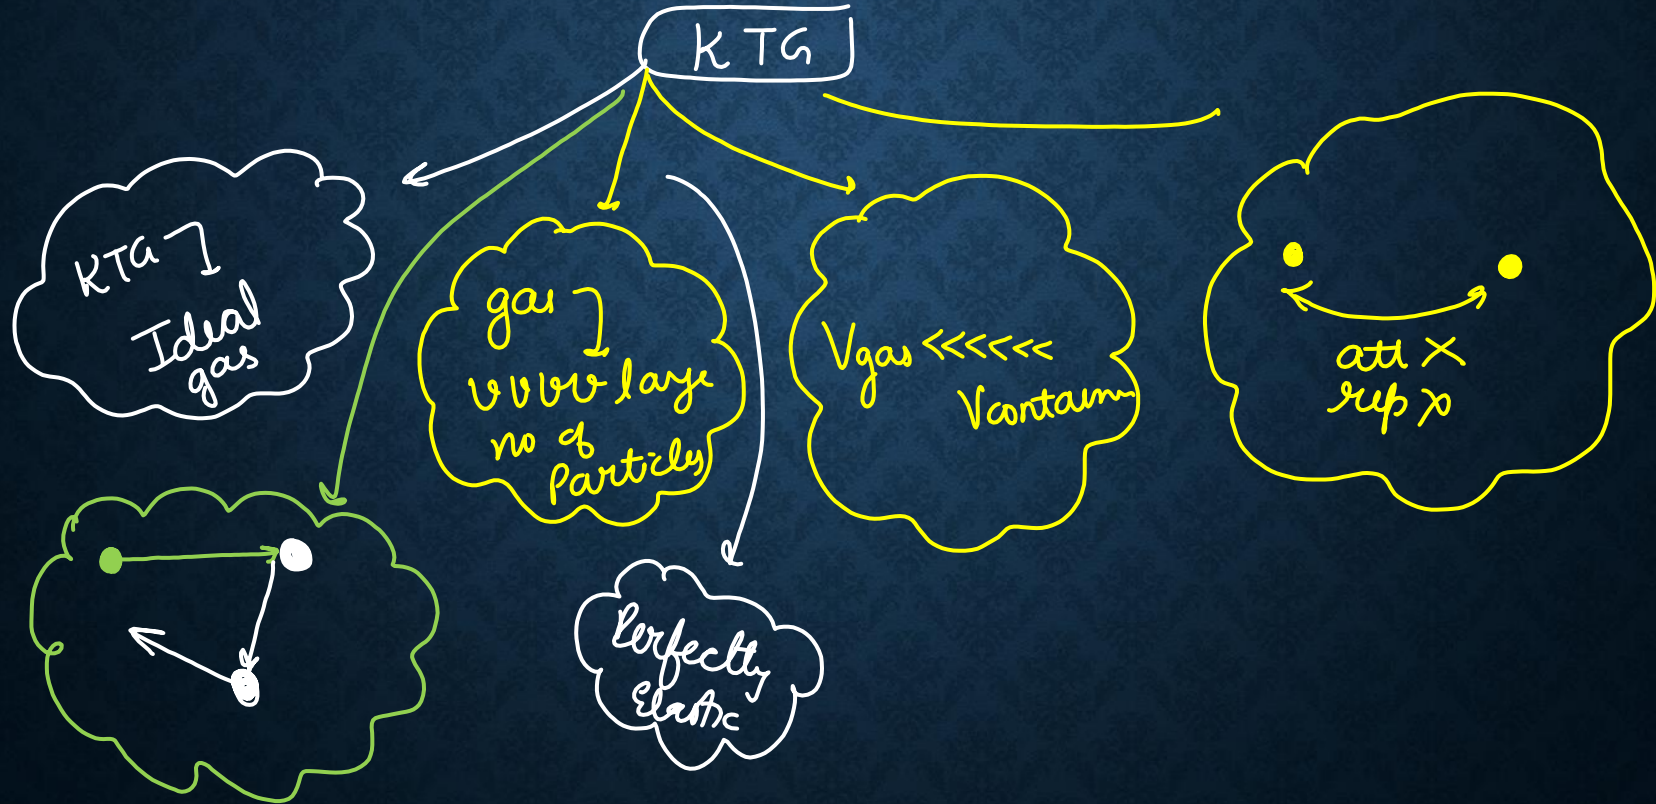 KTG
KTG
Ideal
gas
gas
vvvv large
no of
Particles
Vgas <<<<<<
Vcontainer
att ×
rep ×
Perfectly
Elastic